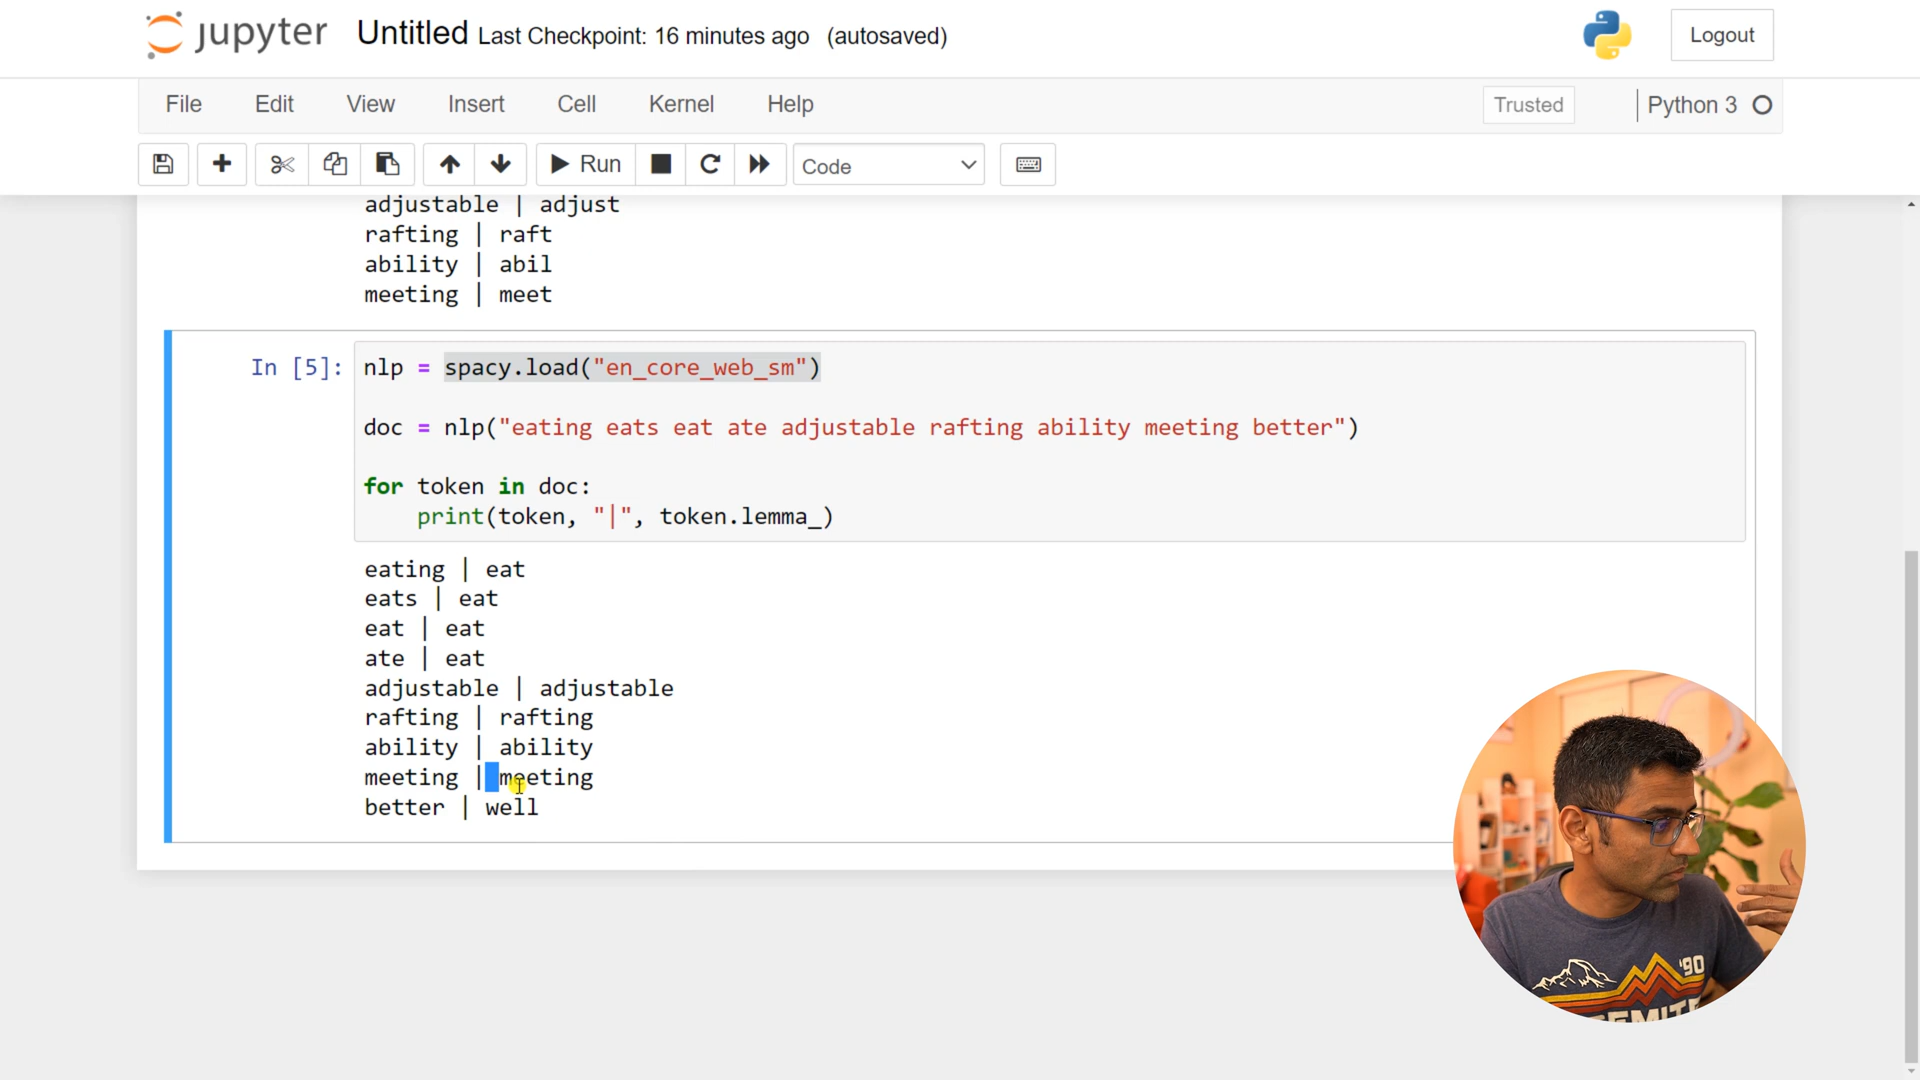 jupyter Untitled Last Checkpoint: 16 minutes ago (autosaved) Logout
File Edit View Insert Cell Kernel Help Trusted Python 3
Run Code
adjustable | adjust
rafting | raft
ability | abil
meeting | meet
In [5]: nlp = spacy.load("en_core_web_sm")
doc = nlp("eating eats eat ate adjustable rafting ability meeting better")
for token in doc:
print(token, "|", token.lemma_)
eating | eat
eats | eat
eat | eat
ate | eat
adjustable | adjustable
rafting | rafting
ability | ability
meeting | meeting
better | well
'90